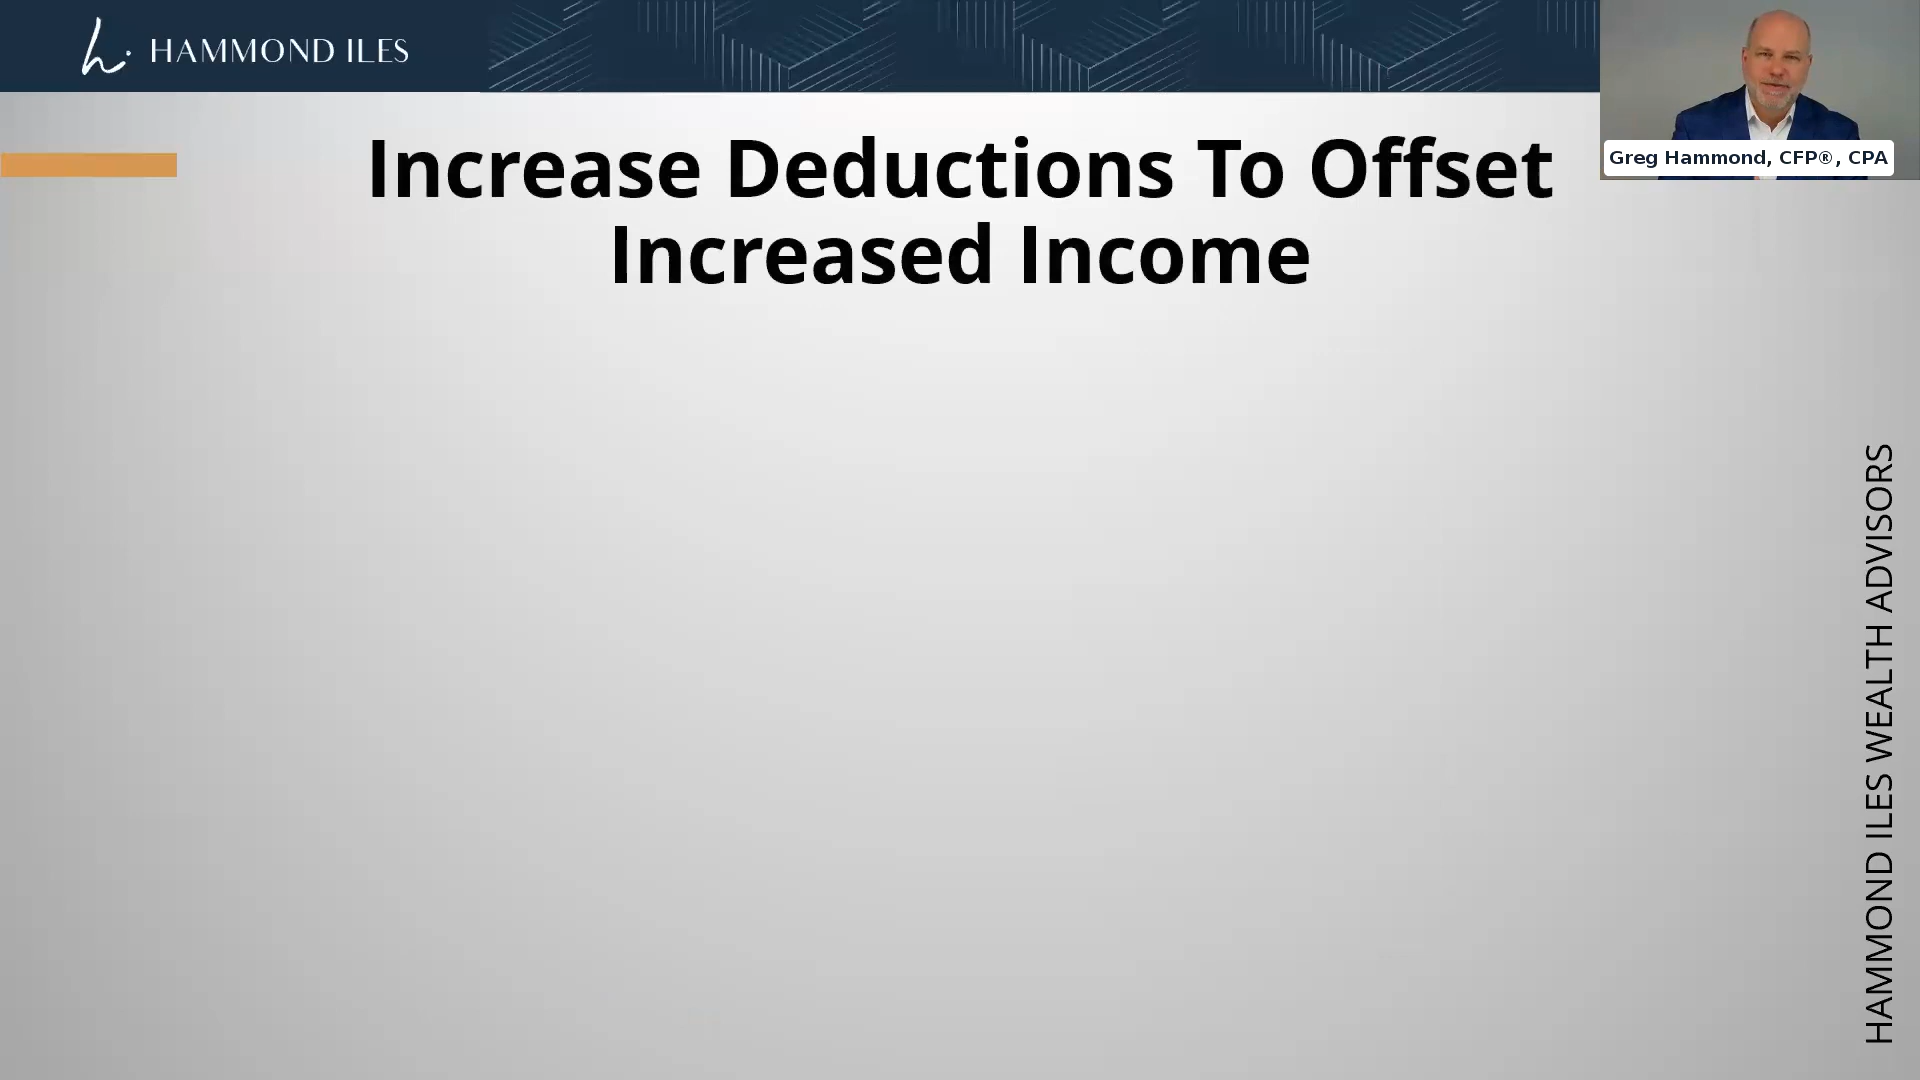 HAMMOND ILES
Greg Hammond, CFP®, CPA
Increase Deductions To Offset
Increased Income
HAMMOND ILES WEALTH ADVISORS